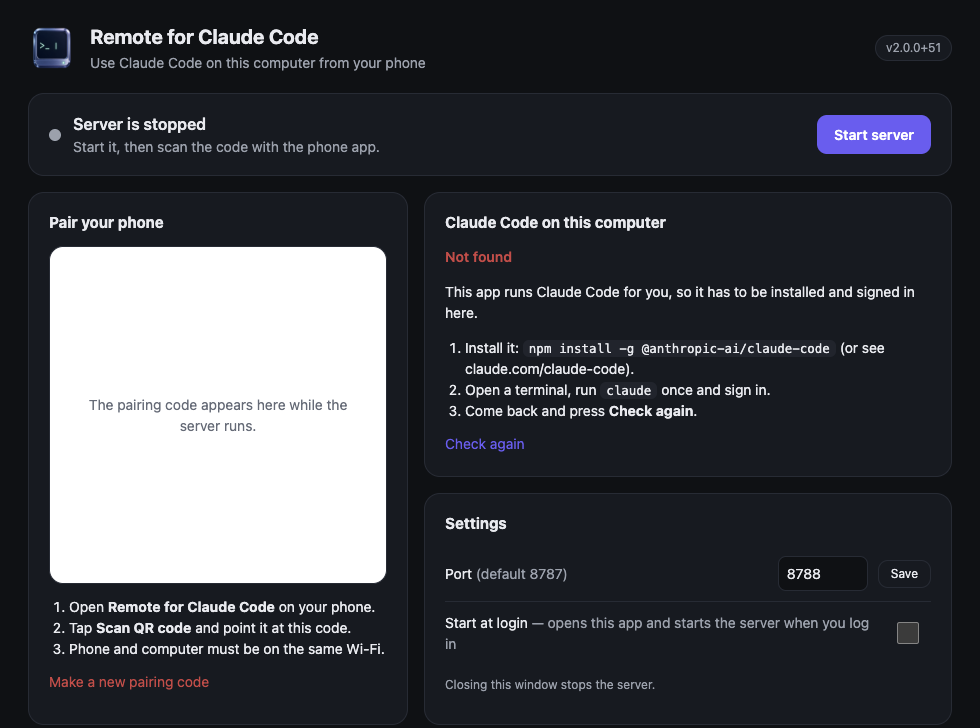 >_
Remote for Claude Code
Use Claude Code on this computer from your phone
v2.0.0+51
Server is stopped
Start it, then scan the code with the phone app.
Start server
Pair your phone
The pairing code appears here while the
server runs.
1. Open Remote for Claude Code on your phone.
2. Tap Scan QR code and point it at this code.
3. Phone and computer must be on the same Wi-Fi.
Make a new pairing code
Claude Code on this computer
Not found
This app runs Claude Code for you, so it has to be installed and signed in
here.
1. Install it: npm install -g @anthropic-ai/claude-code (or see
claude.com/claude-code).
2. Open a terminal, run claude once and sign in.
3. Come back and press Check again.
Check again
Settings
Port (default 8787)
8788
Save
Start at login — opens this app and starts the server when you log
in
Closing this window stops the server.